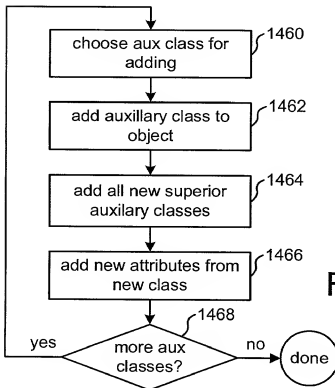 choose aux class for
adding
1460
add auxillary class to
object
1462
add all new superior
auxilary classes
1464
add new attributes from
new class
1466
1468
yes
more aux
classes?
no
done
F